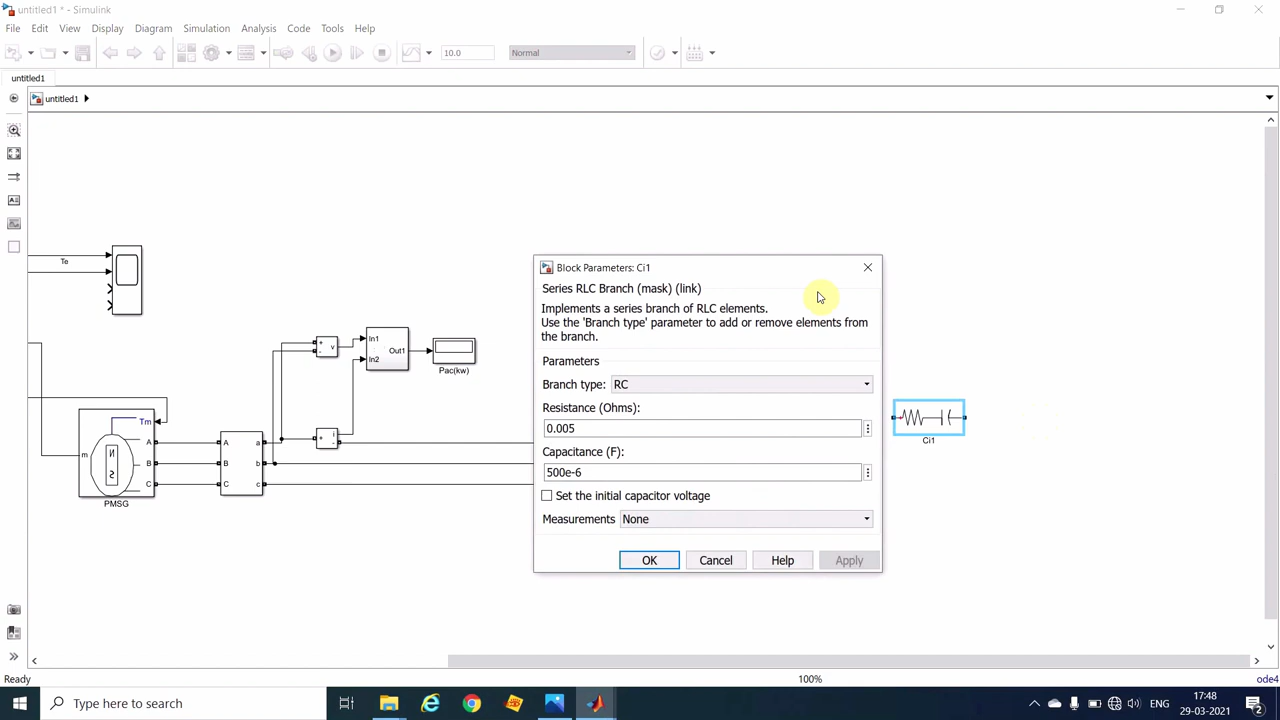 untitled1 * - Simulink
File Edit View Display Diagram Simulation Analysis Code Tools Help
10.0 Normal
untitled1
untitled1
Te
In1
In2
Out1
Pac(kw)
+
-
v
+
i
-
Tm
m
N
S
A
B
C
PMSG
A
B
C
a
b
c
Block Parameters: Ci1
Series RLC Branch (mask) (link)
Implements a series branch of RLC elements.
Use the 'Branch type' parameter to add or remove elements from
the branch.
Parameters
Branch type: RC
Resistance (Ohms):
0.005
Capacitance (F):
500e-6
Set the initial capacitor voltage
Measurements None
OK Cancel Help Apply
+
Ci1
Ready 100% ode4
Type here to search
ENG
17:48
29-03-2021
2